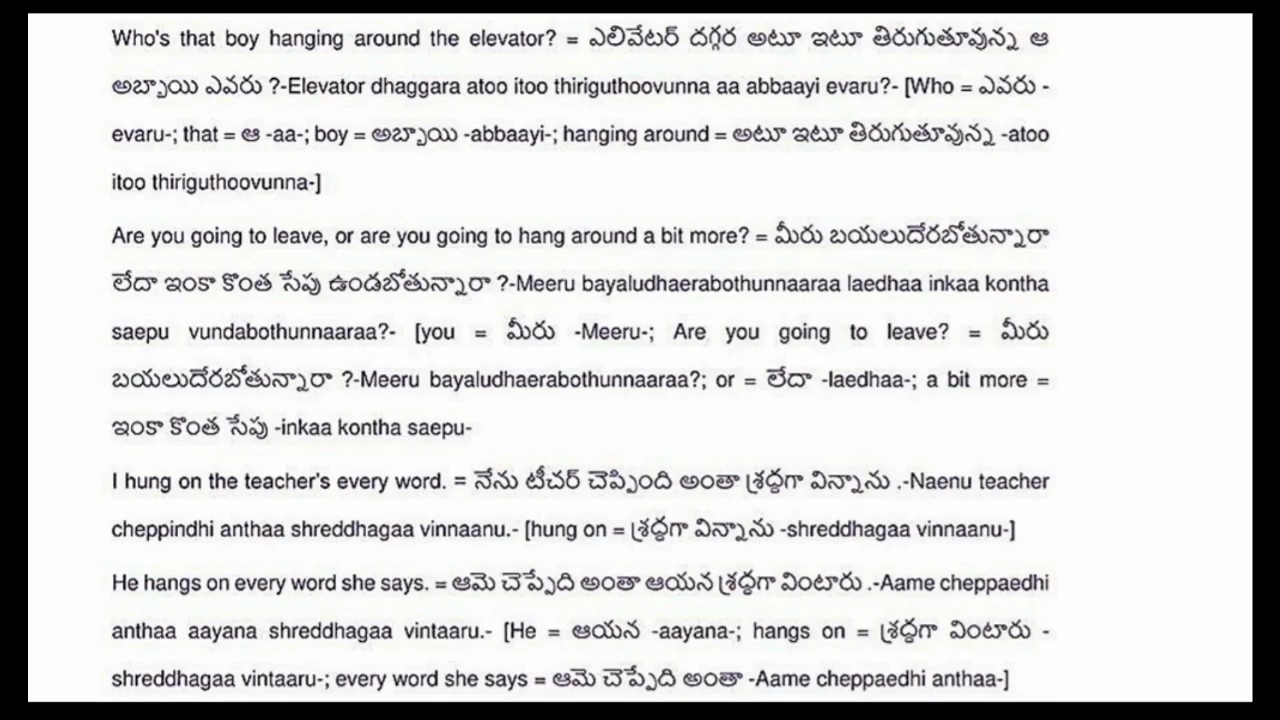 Who's that boy hanging around the elevator? = ఎలివేటర్ దగ్గర అటూ ఇటూ తిరుగుతూవున్న ఆ
అబ్బాయి ఎవరు ?-Elevator dhaggara atoo itoo thiriguthoovunna aa abbaayi evaru?- [Who = ఎవరు -
evaru-; that = ఆ -aa-; boy = అబ్బాయి -abbaayi-; hanging around = అటూ ఇటూ తిరుగుతూవున్న -atoo
itoo thiriguthoovunna-]
Are you going to leave, or are you going to hang around a bit more? = మీరు బయలుదేరబోతున్నారా
లేదా ఇంకా కొంత సేపు ఉండబోతున్నారా ?-Meeru bayaludhaerabothunnaaraa laedhaa inkaa kontha
saepu vundabothunnaaraa?- [you = మీరు -Meeru-; Are you going to leave? = మీరు
బయలుదేరబోతున్నారా ?-Meeru bayaludhaerabothunnaaraa?; or = లేదా -laedhaa-; a bit more =
ఇంకా కొంత సేపు -inkaa kontha saepu-
I hung on the teacher's every word. = నేను టీచర్ చెప్పింది అంతా శ్రద్ధగా విన్నాను .-Naenu teacher
cheppindhi anthaa shreddhagaa vinnaanu.- [hung on = శ్రద్ధగా విన్నాను -shreddhagaa vinnaanu-]
He hangs on every word she says. = ఆమె చెప్పేది అంతా ఆయన శ్రద్ధగా వింటారు .-Aame cheppaedhi
anthaa aayana shreddhagaa vintaaru.- [He = ఆయన -aayana-; hangs on = శ్రద్ధగా వింటారు -
shreddhagaa vintaaru-; every word she says = ఆమె చెప్పేది అంతా -Aame cheppaedhi anthaa-]